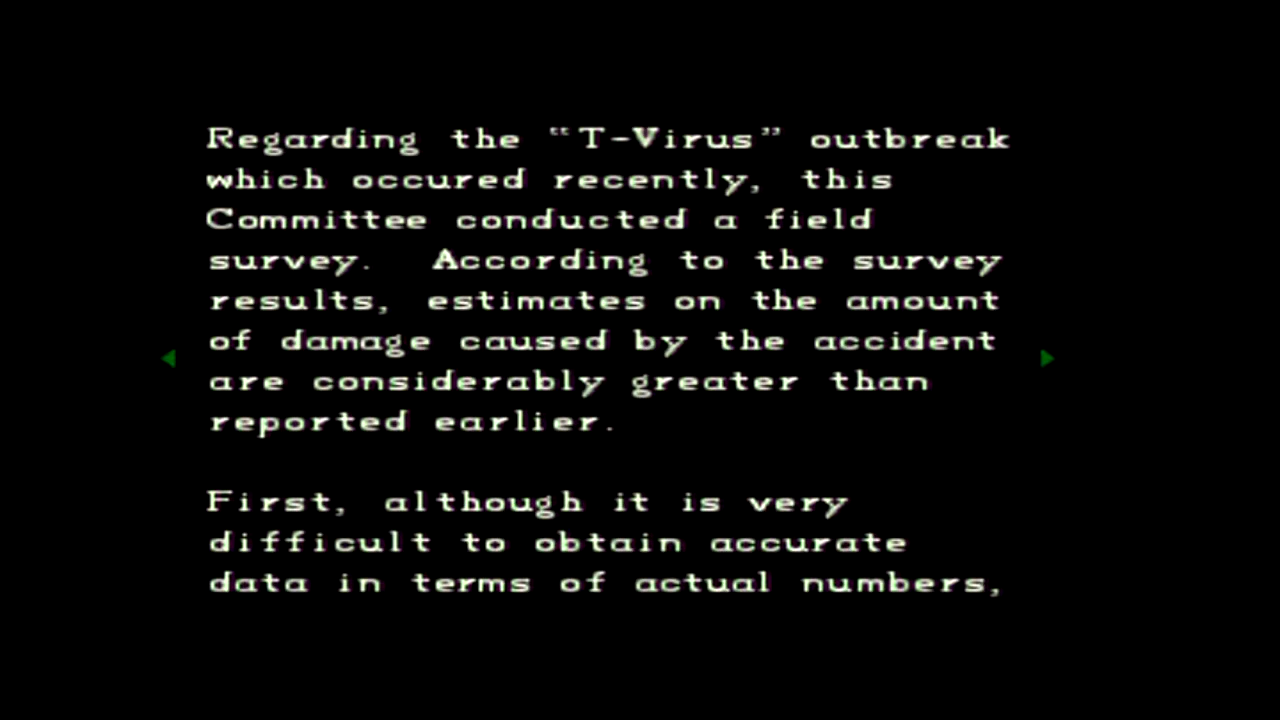 Regarding the “T-Virus” outbreak
which occured recently, this
Committee conducted a field
survey.  According to the survey
results, estimates on the amount
of damage caused by the accident
are considerably greater than
reported earlier.
First, although it is very
difficult to obtain accurate
data in terms of actual numbers,